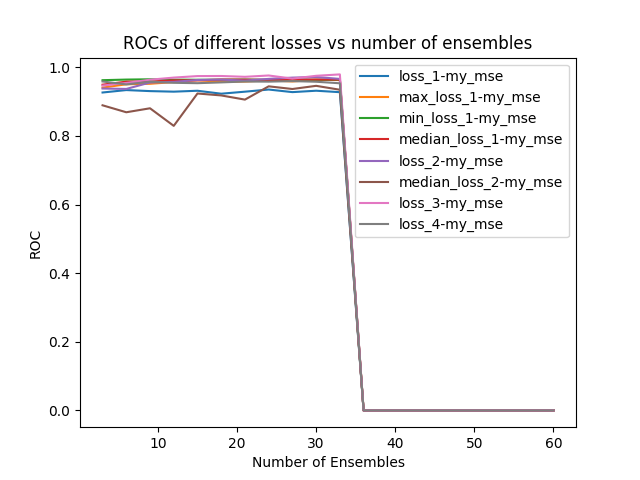 ROCs of different losses vs number of ensembles
1.0
0.8
0.6
0.4
0.2
0.0
ROC
loss_1-my_mse
max_loss_1-my_mse
min_loss_1-my_mse
median_loss_1-my_mse
loss_2-my_mse
median_loss_2-my_mse
loss_3-my_mse
loss_4-my_mse
10 20 30 40 50 60
Number of Ensembles